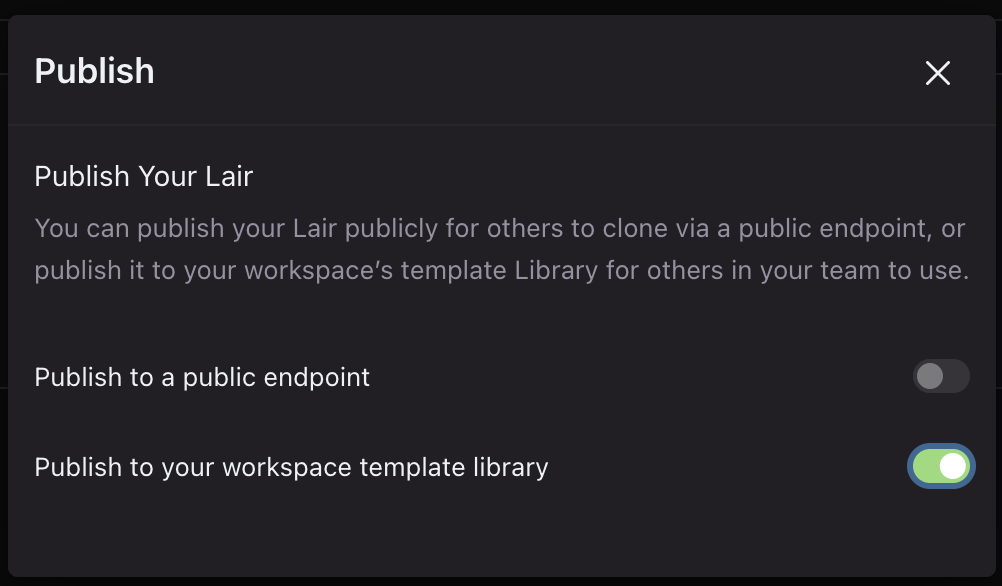 Publish
Publish Your Lair
You can publish your Lair publicly for others to clone via a public endpoint, or
publish it to your workspace’s template Library for others in your team to use.
Publish to a public endpoint
Publish to your workspace template library